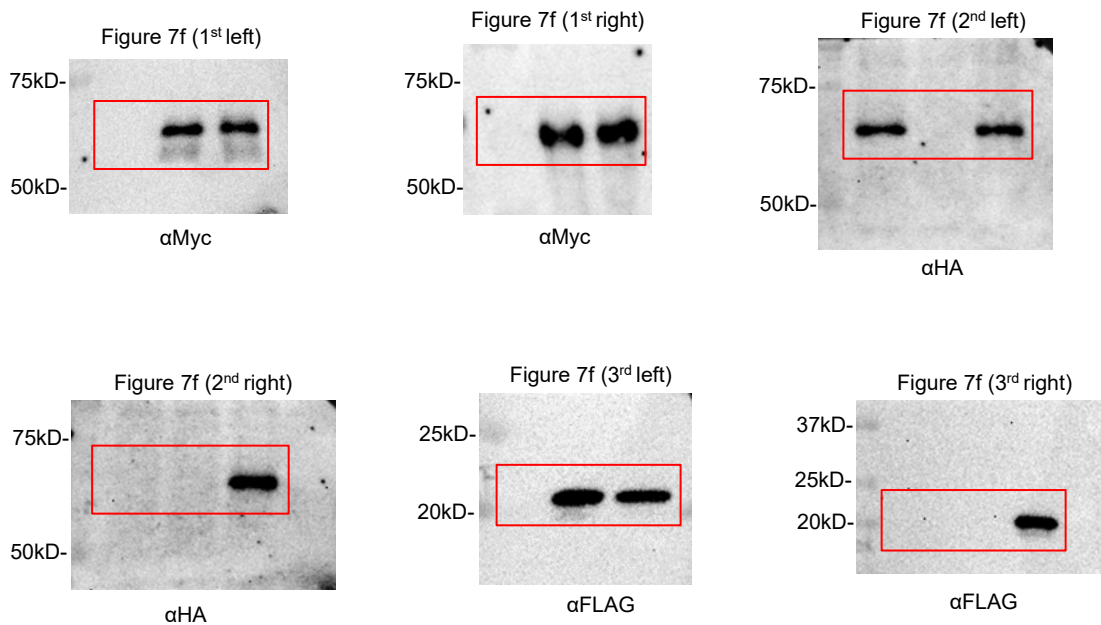 Figure 7f (1st left)
75kD-
50kD-
αMyc
Figure 7f (1st right)
75kD-
50kD-
αMyc
Figure 7f (2nd left)
75kD-
50kD-
αHA
Figure 7f (2nd right)
75kD-
50kD-
αHA
Figure 7f (3rd left)
25kD-
20kD-
αFLAG
Figure 7f (3rd right)
37kD-
25kD-
20kD-
αFLAG